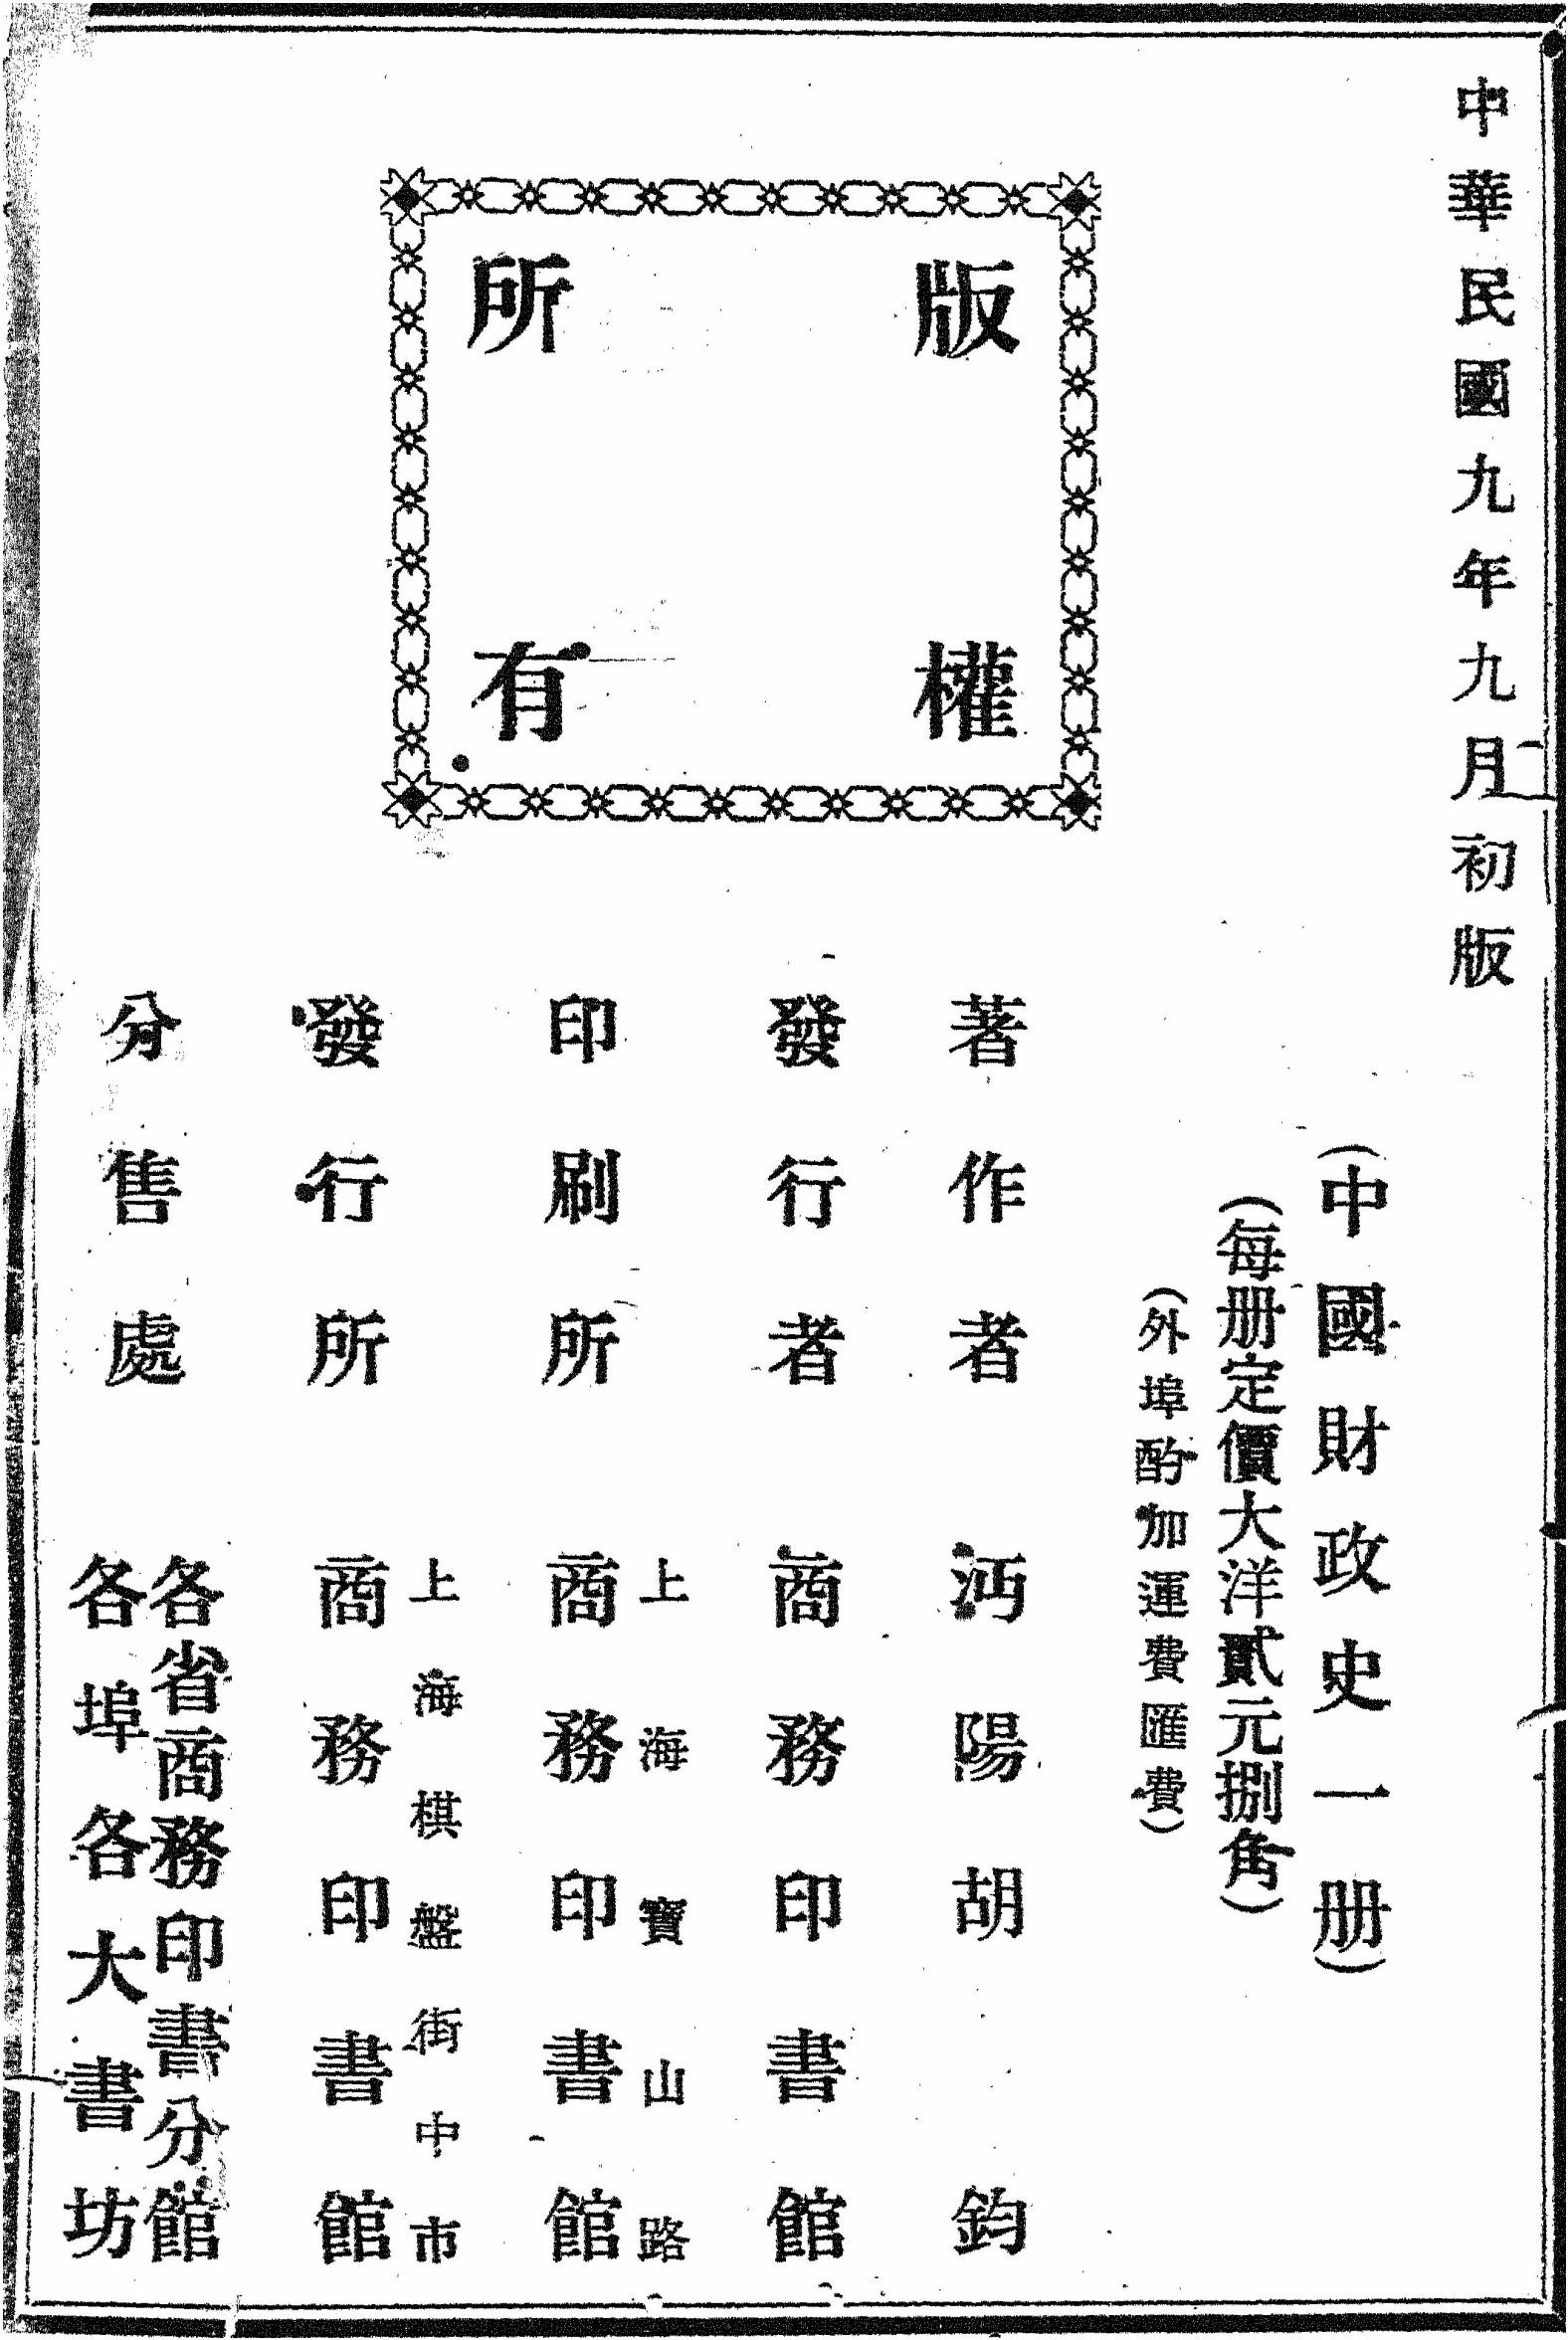 中華民國九年九月初版
(中國財政史一册)
(每册定價大洋貳元捌角)
(外埠酌加運費匯費)
版權
所有
著作者 沔陽胡鈞
發行者 商務印書館
上海寶山路
印刷所 商務印書館
上海棋盤街中市
發行所 商務印書館
分售處
各省商務印書分館
各埠各大書坊